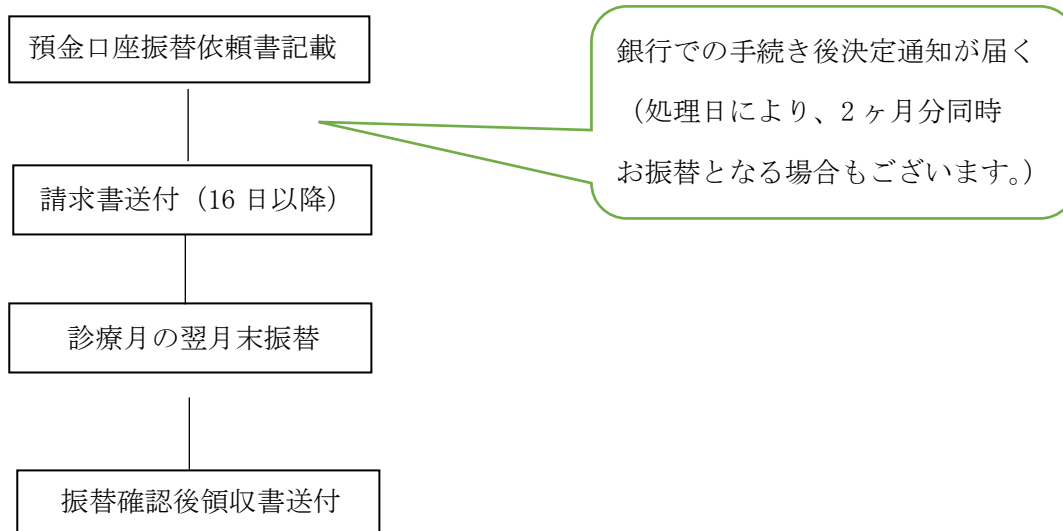 預金口座振替依頼書記載
銀行での手続き後決定通知が届く
（処理日により、2 ヶ月分同時
お振替となる場合もございます。）
請求書送付（16 日以降）
診療月の翌月末振替
振替確認後領収書送付